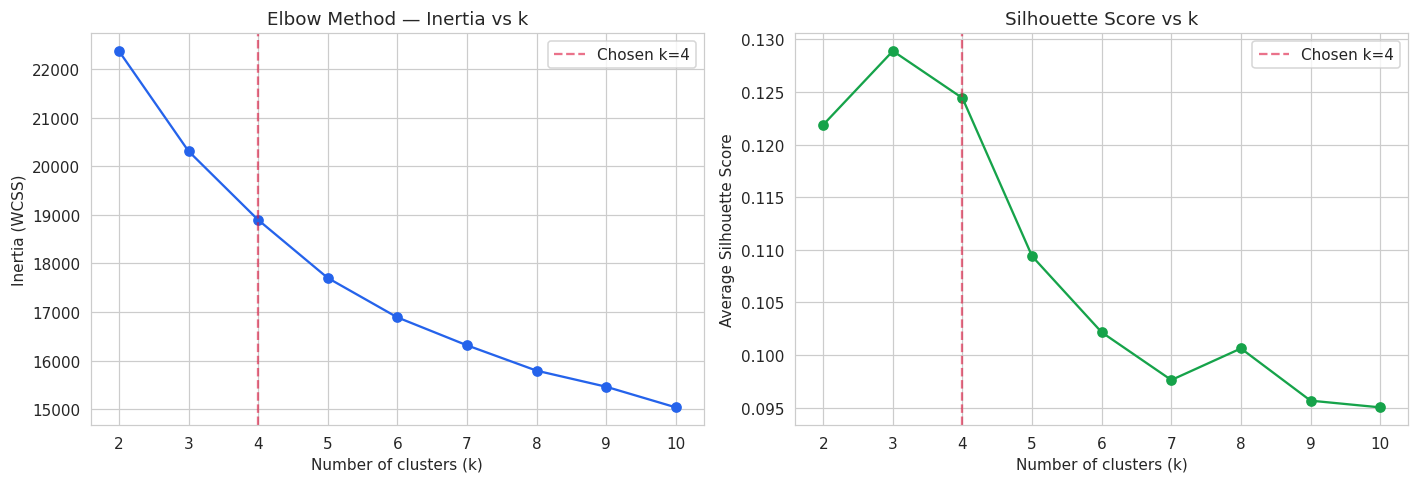 Elbow Method — Inertia vs k
Chosen k=4
Inertia (WCSS)
22000
21000
20000
19000
18000
17000
16000
15000
2 3 4 5 6 7 8 9 10
Number of clusters (k)
Silhouette Score vs k
Chosen k=4
Average Silhouette Score
0.130
0.125
0.120
0.115
0.110
0.105
0.100
0.095
2 3 4 5 6 7 8 9 10
Number of clusters (k)